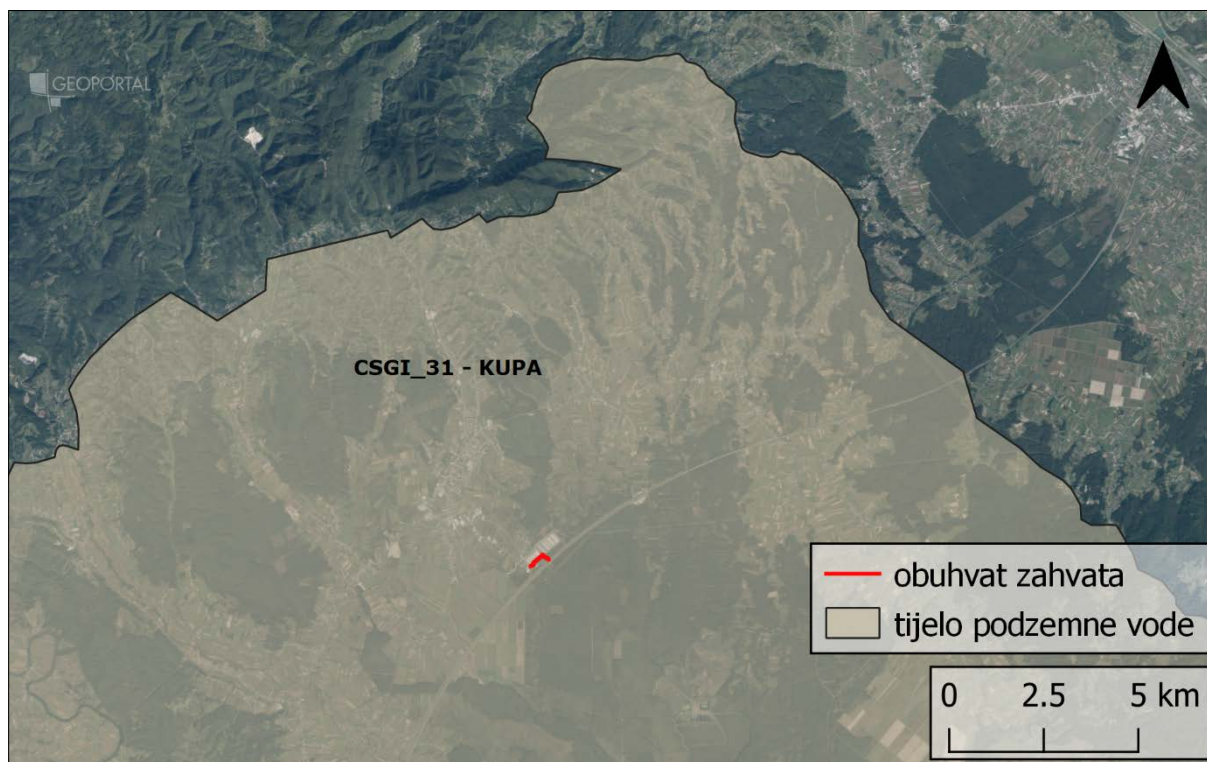 GEOPORTAL
CSGI_31 - KUPA
obuhvat zahvata
tijelo podzemne vode
0 2.5 5 km